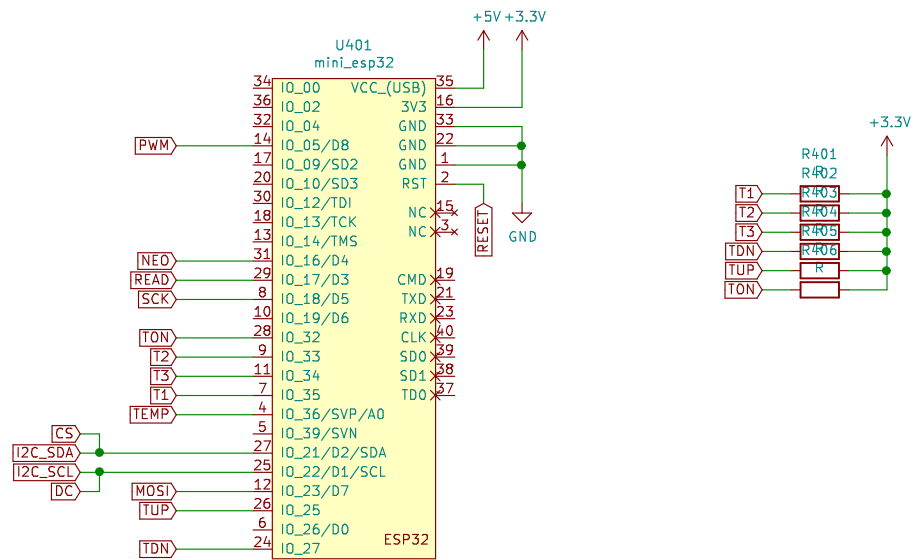 +5V +3.3V
U401
mini_esp32
34 IO_00 VCC_(USB) 35
36 IO_02 3V3 16
32 IO_04 GND 33
PWM 14 IO_05/D8 GND 22
17 IO_09/SD2 GND 1
20 IO_10/SD3 RST 2
30 IO_12/TDI
18 IO_13/TCK NC 15
13 IO_14/TMS NC 3
RESET
GND
NEO 31 IO_16/D4
READ 29 IO_17/D3 CMD 19
SCK 8 IO_18/D5 TXD 21
10 IO_19/D6 RXD 23
TON 28 IO_32 CLK 40
T2 9 IO_33 SD0 39
T3 11 IO_34 SD1 38
T1 7 IO_35 TD0 37
TEMP 4 IO_36/SVP/A0
CS 5 IO_39/SVN
I2C_SDA 27 IO_21/D2/SDA
I2C_SCL 25 IO_22/D1/SCL
DC MOSI 12 IO_23/D7
TUP 26 IO_25
6 IO_26/D0
TDN 24 IO_27
ESP32
+3.3V
R401
R402
R
T1 R403
R
T2 R404
R
T3 R405
R
TDN R406
R
TUP R
TON